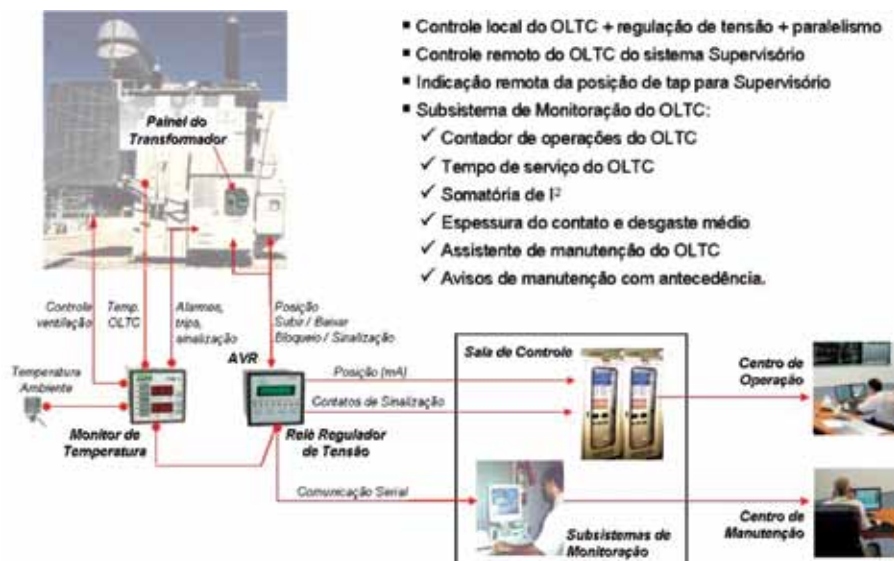 Controle local do OLTC + regulação de tensão + paralelismo
Controle remoto do OLTC do sistema Supervisório
Indicação remota da posição de tap para Supervisório
Subsistema de Monitoração do OLTC:
Contador de operações do OLTC
Tempo de serviço do OLTC
Somatória de I²
Espessura do contato e desgaste médio
Assistente de manutenção do OLTC
Avisos de manutenção com antecedência.
Painel do
Transformador
Controle
ventilação
Temp.
OLTC
Alarmes,
trips,
sinalização
Posição
Subir / Baixar
Bloqueio / Sinalização
AVR
Temperatura
Ambiente
Monitor de
Temperatura
Relé Regulador
de Tensão
Posição (mA)
Contatos de Sinalização
Comunicação Serial
Sala de Controle
Subsistemas de
Monitoração
Centro de
Operação
Centro de
Manutenção